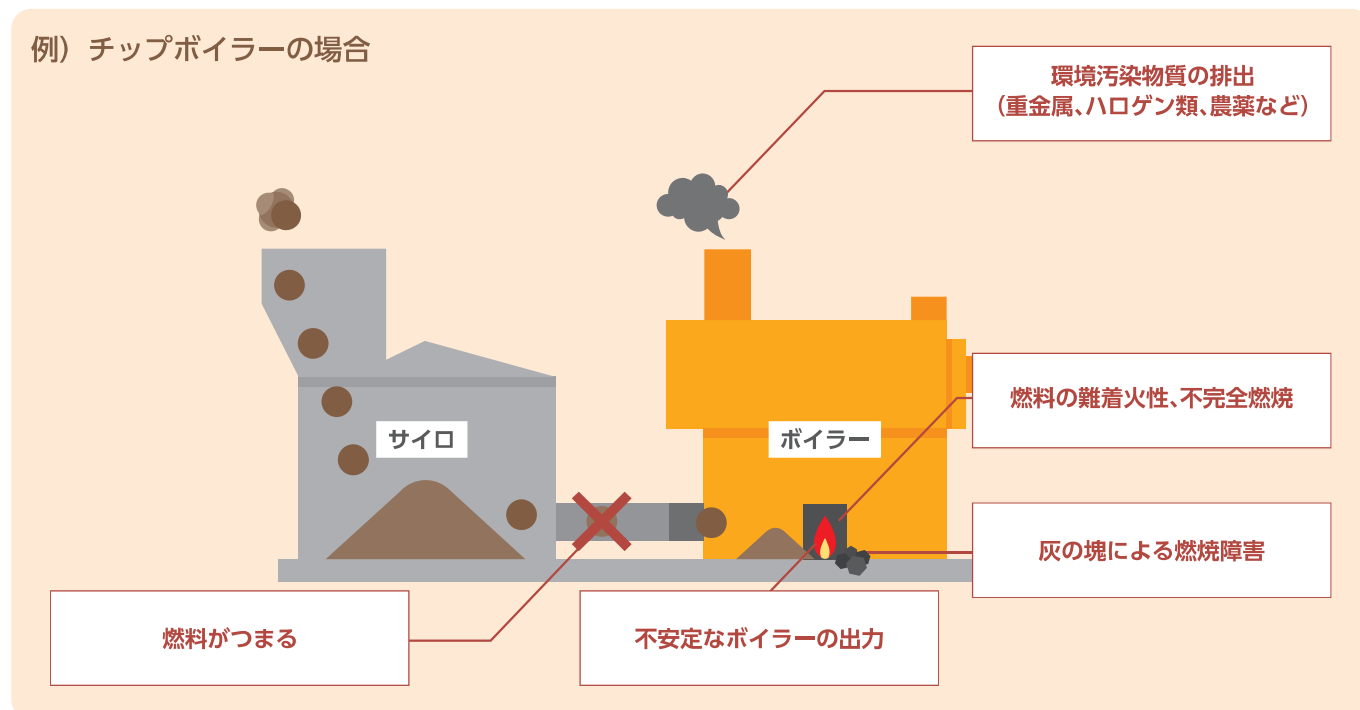 例）チップボイラーの場合
環境汚染物質の排出
（重金属、ハロゲン類、農薬など）
燃料の難着火性、不完全燃焼
サイロ
ボイラー
灰の塊による燃焼障害
燃料がつまる
不安定なボイラーの出力